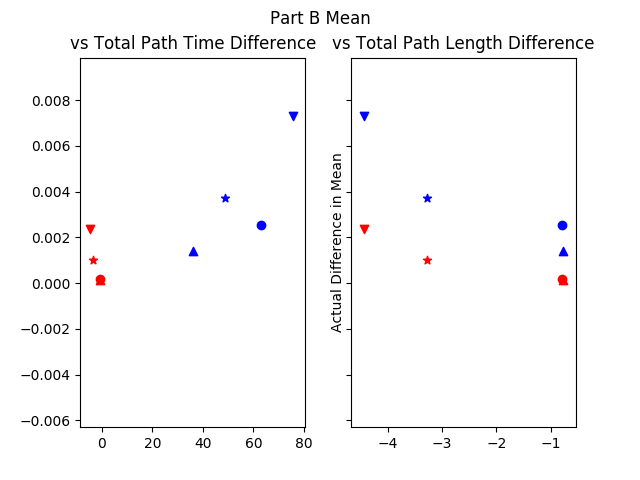 Part B Mean
vs Total Path Time Difference
vs Total Path Length Difference
0.008
0.006
0.004
0.002
0.000
−0.002
−0.004
−0.006
Actual Difference in Mean
0 20 40 60 80
−4 −3 −2 −1